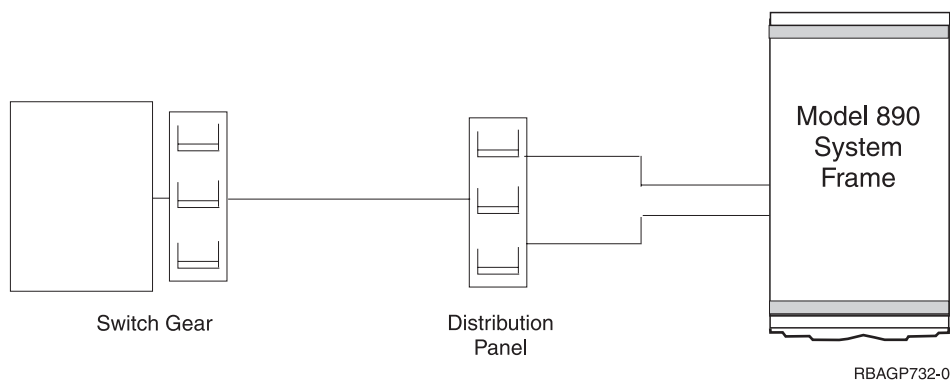 Model 890
System
Frame
Switch Gear
Distribution
Panel
RBAGP732-0